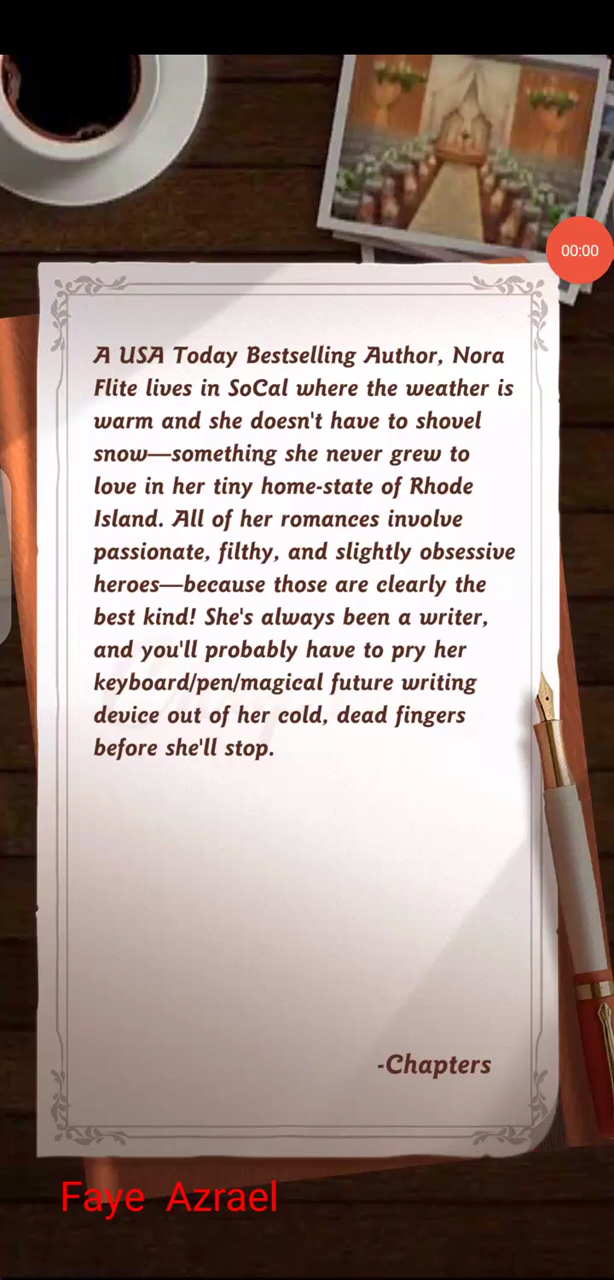 00:00
A USA Today Bestselling Author, Nora
Flite lives in SoCal where the weather is
warm and she doesn't have to shovel
snow—something she never grew to
love in her tiny home-state of Rhode
Island. All of her romances involve
passionate, filthy, and slightly obsessive
heroes—because those are clearly the
best kind! She's always been a writer,
and you'll probably have to pry her
keyboard/pen/magical future writing
device out of her cold, dead fingers
before she'll stop.
-Chapters
Faye Azrael